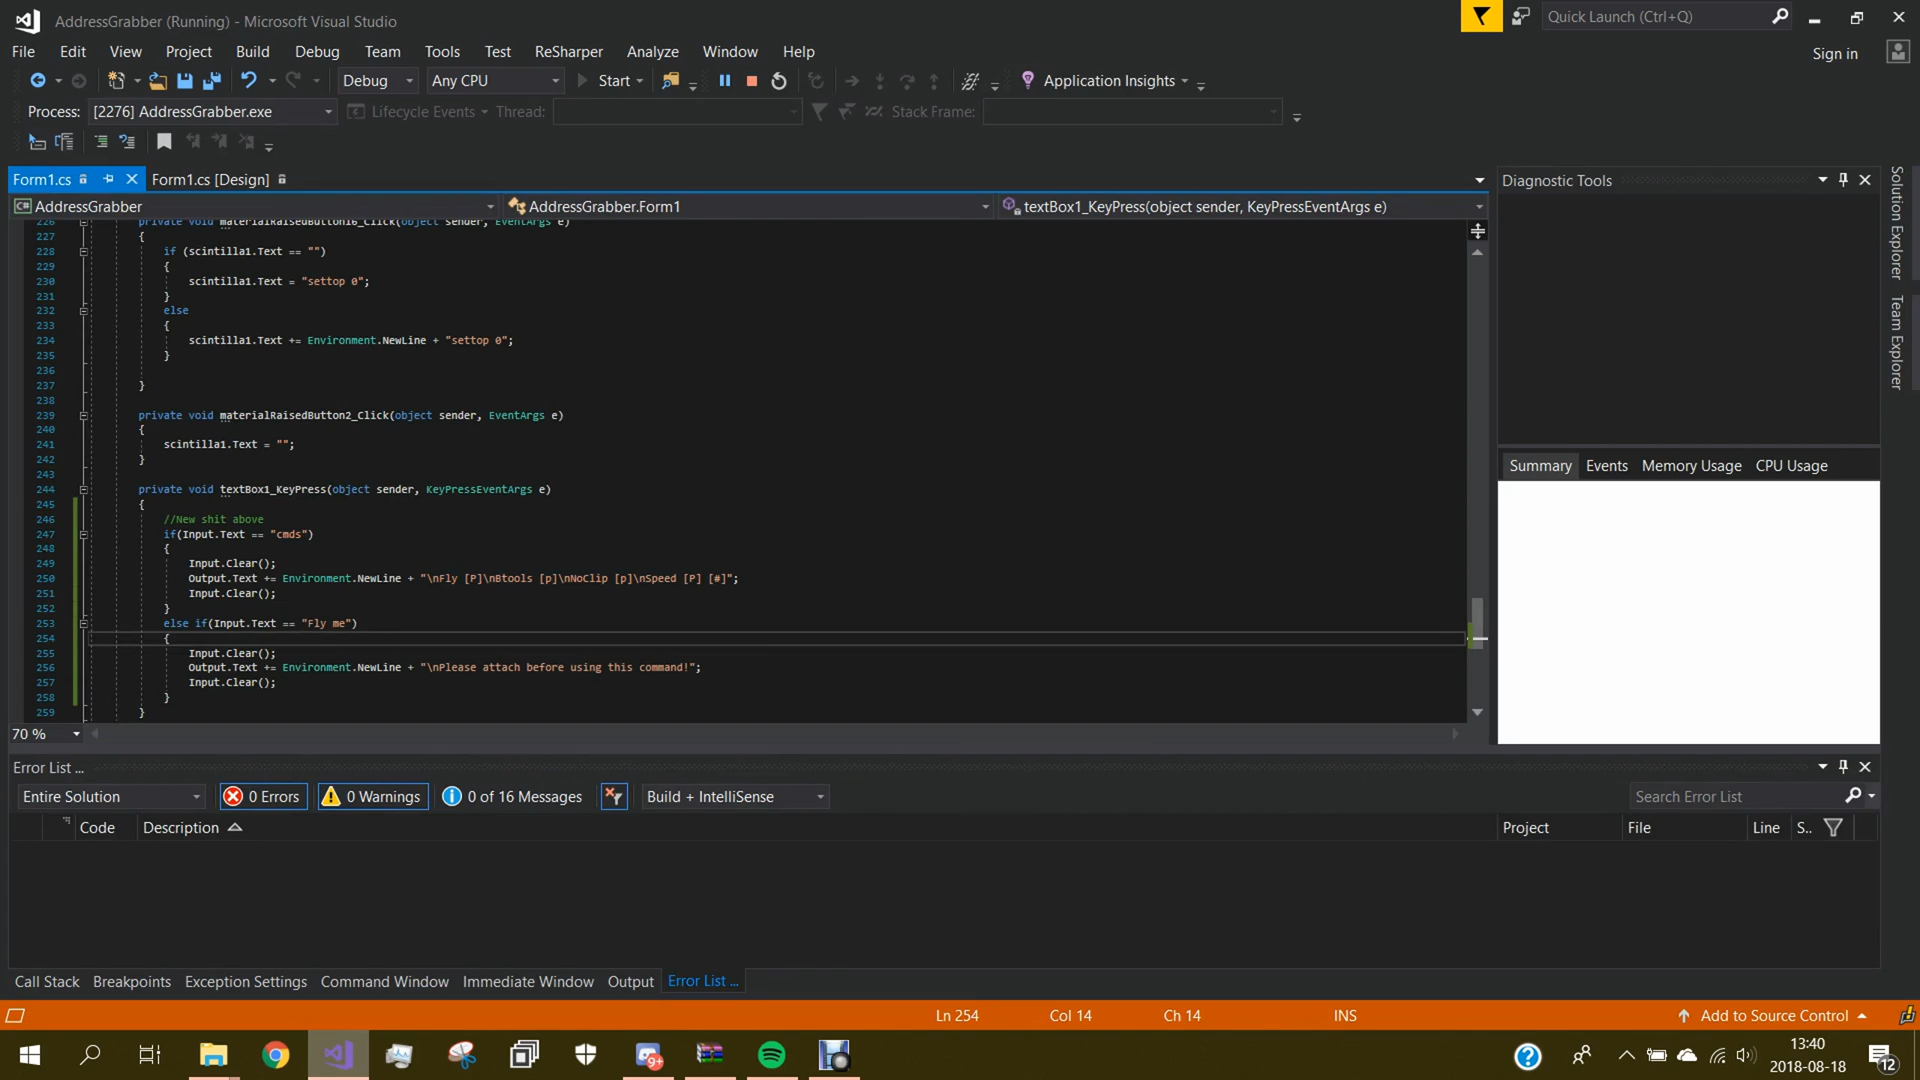 AddressGrabber (Running) - Microsoft Visual Studio
Quick Launch (Ctrl+Q)
File Edit View Project Build Debug Team Tools Test ReSharper Analyze Window Help
Sign in
Debug Any CPU Start Application Insights
Process: [2276] AddressGrabber.exe Lifecycle Events Thread: Stack Frame:
Form1.cs Form1.cs [Design]
Diagnostic Tools
Solution Explorer
Team Explorer
AddressGrabber AddressGrabber.Form1 textBox1_KeyPress(object sender, KeyPressEventArgs e)
226 private void materialRaisedButton16_Click(object sender, EventArgs e)
227 {
228 if (scintilla1.Text == "")
229 {
230 scintilla1.Text = "settop 0";
231 }
232 else
233 {
234 scintilla1.Text += Environment.NewLine + "settop 0";
235 }
236
237 }
238
239 private void materialRaisedButton2_Click(object sender, EventArgs e)
240 {
241 scintilla1.Text = "";
242 }
243
244 private void textBox1_KeyPress(object sender, KeyPressEventArgs e)
245 {
246 //New shit above
247 if(Input.Text == "cmds")
248 {
249 Input.Clear();
250 Output.Text += Environment.NewLine + "\nFly [P]\nBtools [p]\nNoClip [p]\nSpeed [P] [#]";
251 Input.Clear();
252 }
253 else if(Input.Text == "Fly me")
254 {
255 Input.Clear();
256 Output.Text += Environment.NewLine + "\nPlease attach before using this command!";
257 Input.Clear();
258 }
259 }
Summary Events Memory Usage CPU Usage
70 %
Error List ...
Entire Solution 0 Errors 0 Warnings 0 of 16 Messages Build + IntelliSense Search Error List
Code Description Project File Line S..
Call Stack Breakpoints Exception Settings Command Window Immediate Window Output Error List ...
Ln 254 Col 14 Ch 14 INS Add to Source Control
9+
13:40
2018-08-18
12